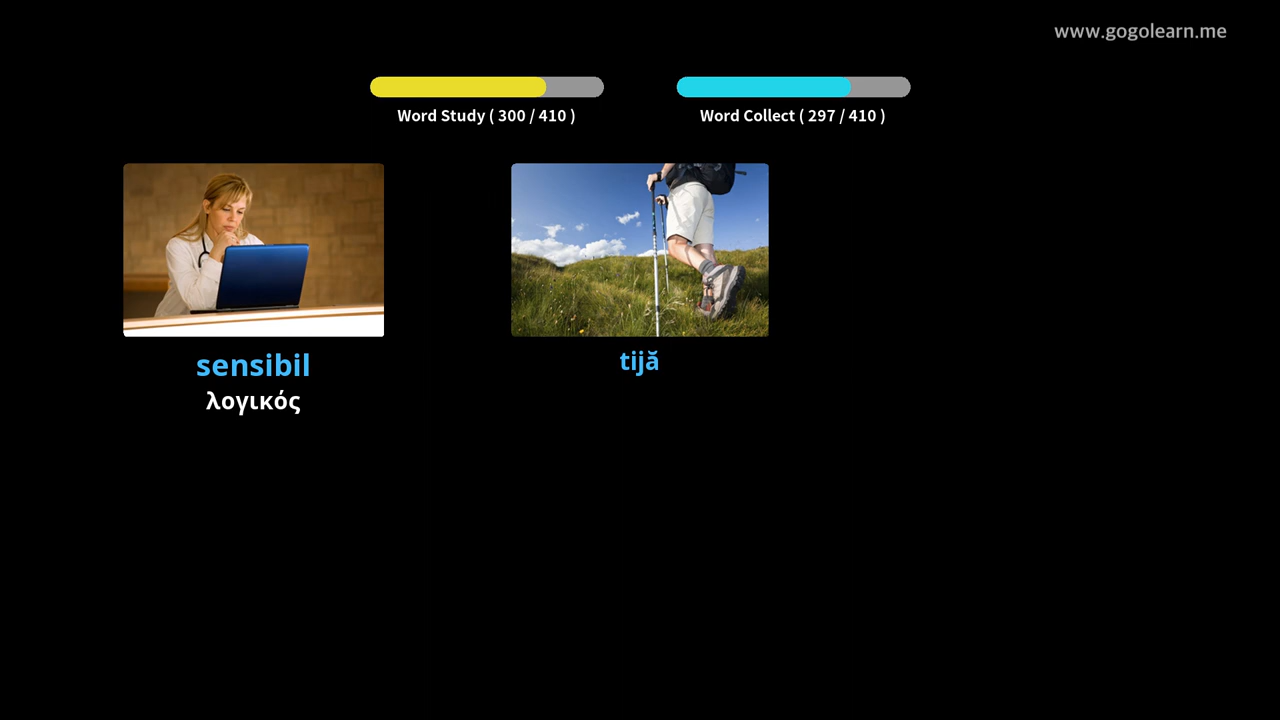 www.gogolearn.me
Word Study ( 300 / 410 )
Word Collect ( 297 / 410 )
sensibil
λογικός
tijă